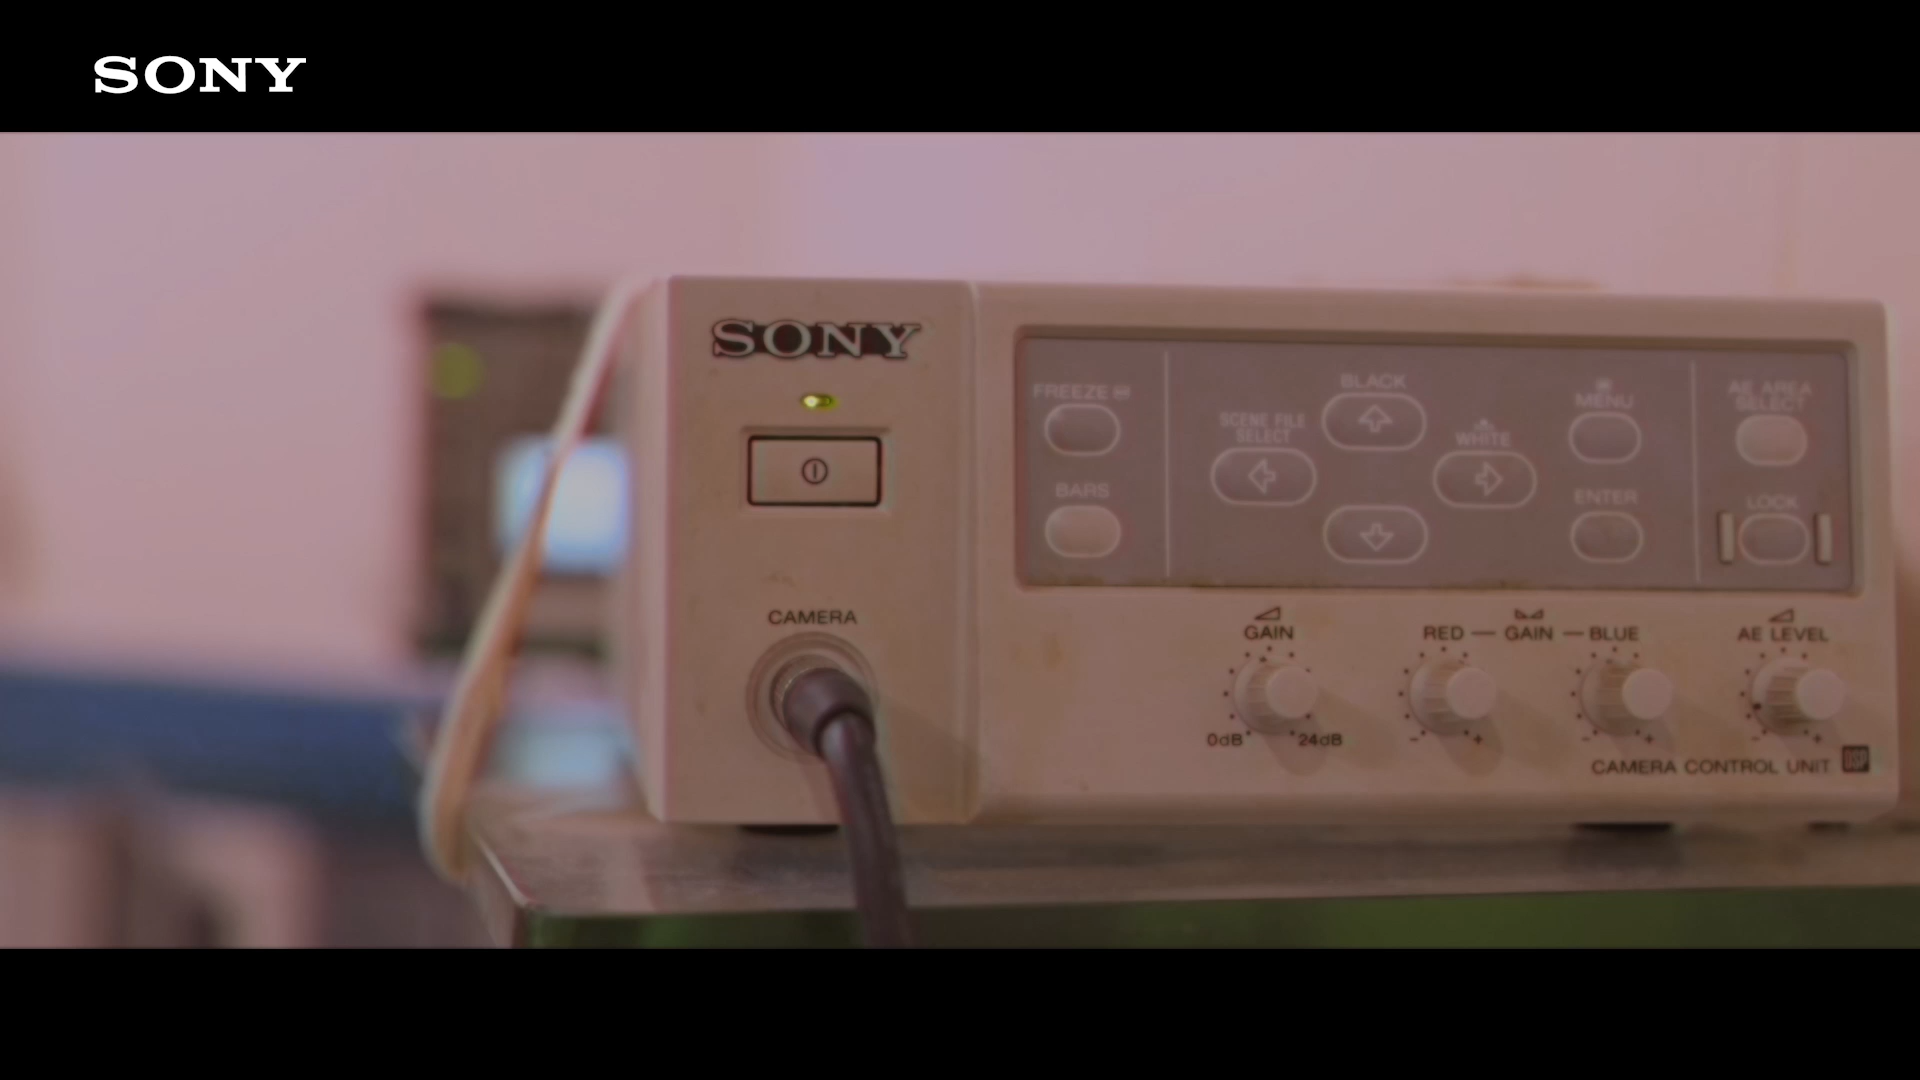 SONY
SONY
FREEZE
BARS
SCENE FILE
SELECT
BLACK
WHITE
MENU
ENTER
AE AREA
SELECT
LOCK
CAMERA
GAIN
0dB 24dB
RED — GAIN — BLUE
- + - +
AE LEVEL
- +
CAMERA CONTROL UNIT DSP